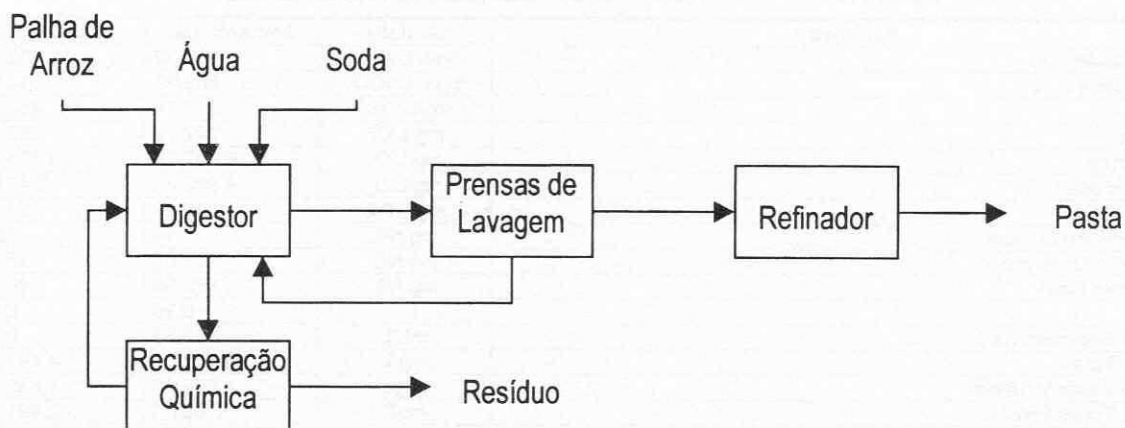 Palha de
Arroz
Água
Soda
Digestor
Prensas de
Lavagem
Refinador
Pasta
Recuperação
Química
Resíduo